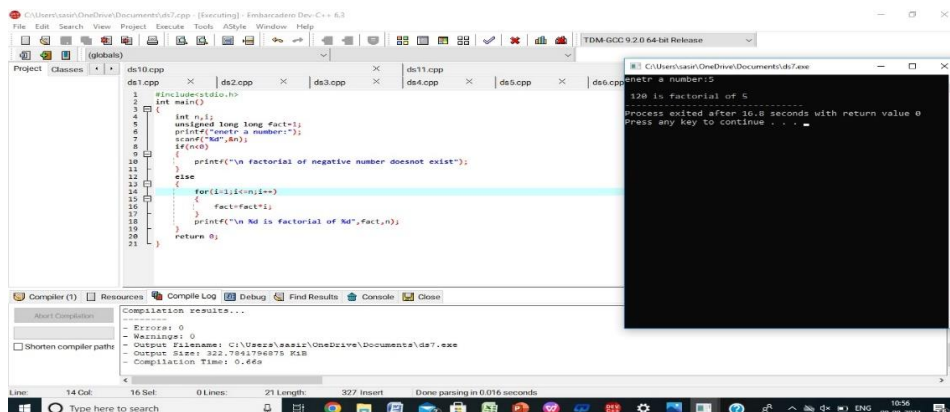 C:\Users\sasir\OneDrive\Documents\ds7.cpp - [Executing] - Embarcadero Dev-C++ 6.3
File Edit Search View Project Execute Tools AStyle Window Help
TDM-GCC 9.2.0 64-bit Release
(globals)
Project Classes
ds10.cpp ds11.cpp
ds1.cpp ds2.cpp ds3.cpp ds4.cpp ds5.cpp ds6.cpp
1 #include<stdio.h>
2 int main()
3 {
4 int n,i;
5 unsigned long long fact=1;
6 printf("enetr a number:");
7 scanf("%d",&n);
8 if(n<0)
9 {
10 printf("\n factorial of negative number doesnot exist");
11 }
12 else
13 {
14 for(i=1;i<=n;i++)
15 {
16 fact=fact*i;
17 }
18 printf("\n %d is factorial of %d",fact,n);
19 }
20 return 0;
21 }
C:\Users\sasir\OneDrive\Documents\ds7.exe
enetr a number:5
120 is factorial of 5
--------------------------------
Process exited after 16.8 seconds with return value 0
Press any key to continue . . .
Compiler (1) Resources Compile Log Debug Find Results Console Close
Abort Compilation
Shorten compiler paths
Compilation results...
--------
- Errors: 0
- Warnings: 0
- Output Filename: C:\Users\sasir\OneDrive\Documents\ds7.exe
- Output Size: 322.7841796875 KiB
- Compilation Time: 0.66s
Line: 14 Col: 16 Sel: 0 Lines: 21 Length: 327 Insert Done parsing in 0.016 seconds
Type here to search
ENG
10:56